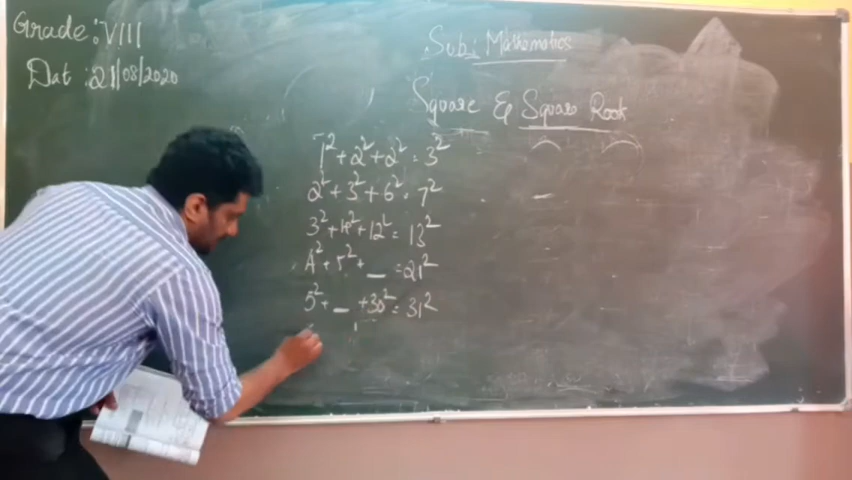 Grade: VIII
Dat : 21/08/2020
Sub: Mathematics
Square & Square Root
1² + 2² + 2² = 3²
2² + 3² + 6² = 7²
3² + 4² + 12² = 13²
4² + 5² + _ = 21²
5² + _ + 30² = 31²